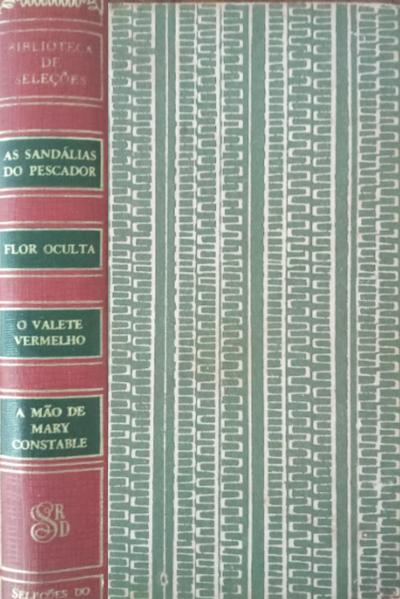 BIBLIOTECA
DE
SELEÇÕES
AS SANDÁLIAS
DO PESCADOR
FLOR OCULTA
O VALETE
VERMELHO
A MÃO DE
MARY
CONSTABLE
SRD
SELEÇÕES DO